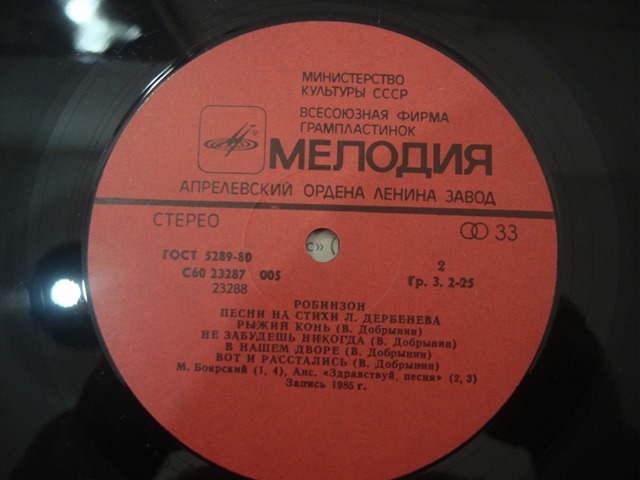 МИНИСТЕРСТВО
КУЛЬТУРЫ СССР
ВСЕСОЮЗНАЯ ФИРМА
ГРАМПЛАСТИНОК
МЕЛОДИЯ
АПРЕЛЕВСКИЙ ОРДЕНА ЛЕНИНА ЗАВОД
СТЕРЕО 33
ГОСТ 5289-80 2
С60 23287 005 Гр. 3. 2-25
23288
РОБИНЗОН
ПЕСНИ НА СТИХИ Л. ДЕРБЕНЕВА
РЫЖИЙ КОНЬ (В. Добрынин)
НЕ ЗАБУДЕШЬ НИКОГДА (В. Добрынин)
В НАШЕМ ДВОРЕ (В. Добрынин)
ВОТ И РАССТАЛИСЬ (В. Добрынин)
М. Боярский (1, 4), Анс. «Здравствуй, песня» (2, 3)
Запись 1985 г.